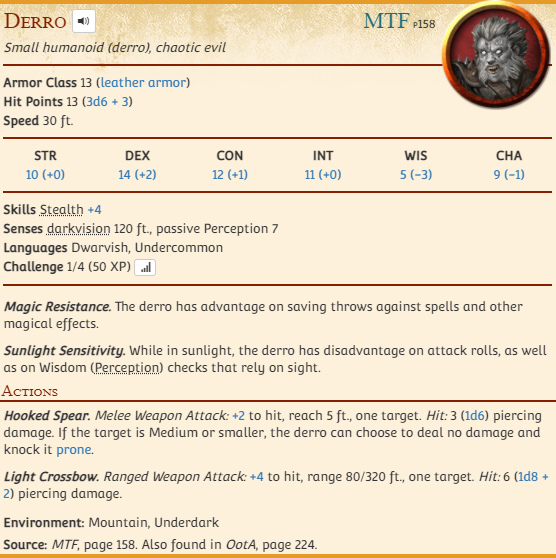 Derro MTF p158
Small humanoid (derro), chaotic evil
Armor Class 13 (leather armor)
Hit Points 13 (3d6 + 3)
Speed 30 ft.
STR DEX CON INT WIS CHA
10 (+0) 14 (+2) 12 (+1) 11 (+0) 5 (−3) 9 (−1)
Skills Stealth +4
Senses darkvision 120 ft., passive Perception 7
Languages Dwarvish, Undercommon
Challenge 1/4 (50 XP)
Magic Resistance. The derro has advantage on saving throws against spells and other
magical effects.
Sunlight Sensitivity. While in sunlight, the derro has disadvantage on attack rolls, as well
as on Wisdom (Perception) checks that rely on sight.
Actions
Hooked Spear. Melee Weapon Attack: +2 to hit, reach 5 ft., one target. Hit: 3 (1d6) piercing
damage. If the target is Medium or smaller, the derro can choose to deal no damage and
knock it prone.
Light Crossbow. Ranged Weapon Attack: +4 to hit, range 80/320 ft., one target. Hit: 6 (1d8 +
2) piercing damage.
Environment: Mountain, Underdark
Source: MTF, page 158. Also found in OotA, page 224.